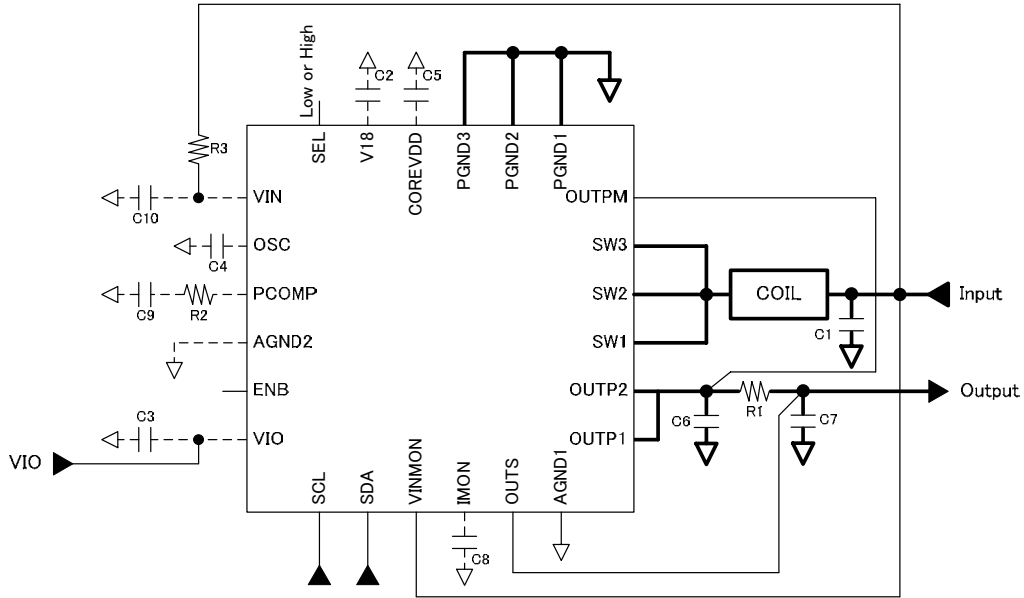 Low or High
C2
C5
R3
SEL
V18
COREVDD
PGND3
PGND2
PGND1
C10
VIN
OUTPM
C4
OSC
SW3
C9
R2
PCOMP
SW2
COIL
Input
C1
AGND2
SW1
ENB
OUTP2
R1
Output
C6
C7
C3
VIO
OUTP1
VIO
SCL
SDA
VINMON
IMON
OUTS
AGND1
C8